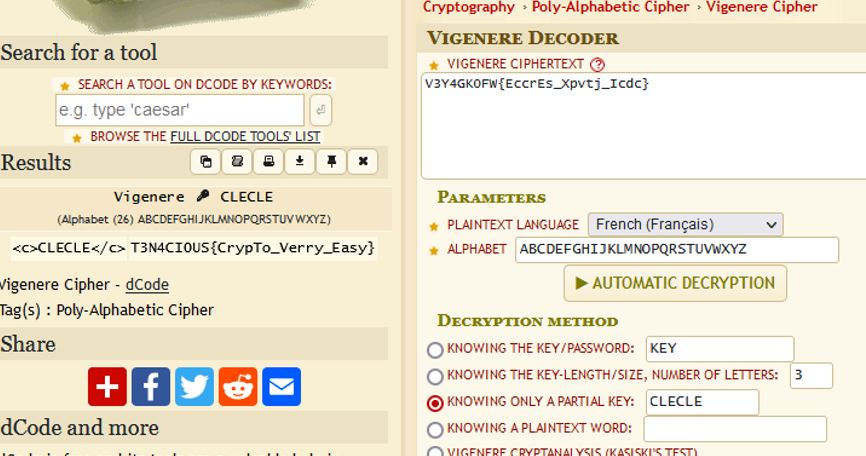 Search for a tool
SEARCH A TOOL ON DCODE BY KEYWORDS:
e.g. type 'caesar'
BROWSE THE FULL DCODE TOOLS' LIST
Results
Vigenere CLECLE
(Alphabet (26) ABCDEFGHIJKLMNOPQRSTUVWXYZ)
<c>CLECLE</c> T3N4CIOUS{CrypTo_Verry_Easy}
Vigenere Cipher - dCode
Tag(s) : Poly-Alphabetic Cipher
Share
dCode and more
Cryptography › Poly-Alphabetic Cipher › Vigenere Cipher
VIGENERE DECODER
VIGENERE CIPHERTEXT ?
V3Y4GKOFW{EccrEs_Xpvtj_Icdc}
PARAMETERS
PLAINTEXT LANGUAGE French (Français)
ALPHABET ABCDEFGHIJKLMNOPQRSTUVWXYZ
AUTOMATIC DECRYPTION
DECRYPTION METHOD
KNOWING THE KEY/PASSWORD: KEY
KNOWING THE KEY-LENGTH/SIZE, NUMBER OF LETTERS: 3
KNOWING ONLY A PARTIAL KEY: CLECLE
KNOWING A PLAINTEXT WORD:
VIGENERE CRYPTANALYSIS (KASISKI'S TEST)